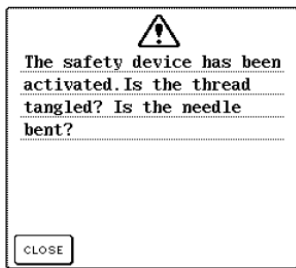 The safety device has been
activated.Is the thread
tangled? Is the needle
bent?
CLOSE